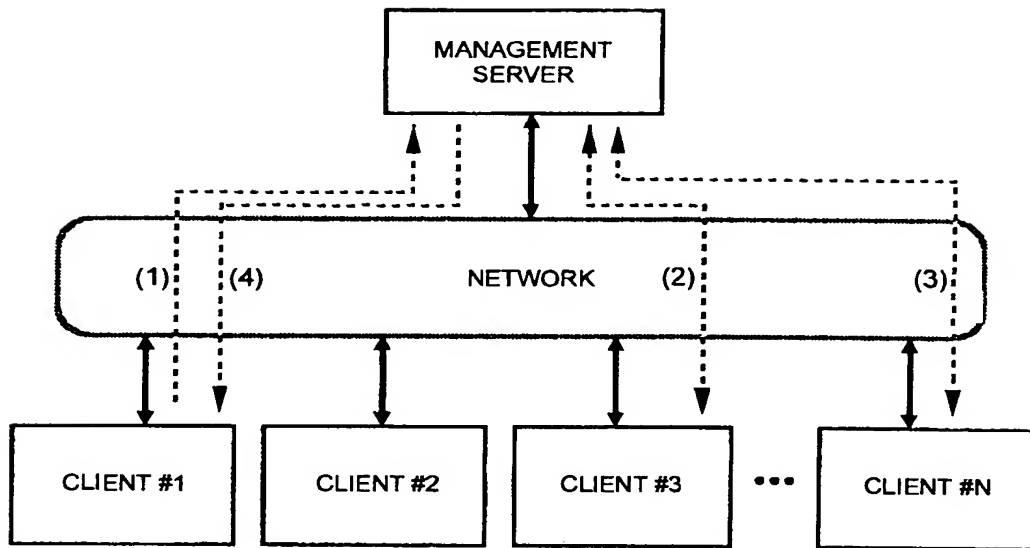 MANAGEMENT
SERVER
(1)
(4)
NETWORK
(2)
(3)
CLIENT #1
CLIENT #2
CLIENT #3
•••
CLIENT #N